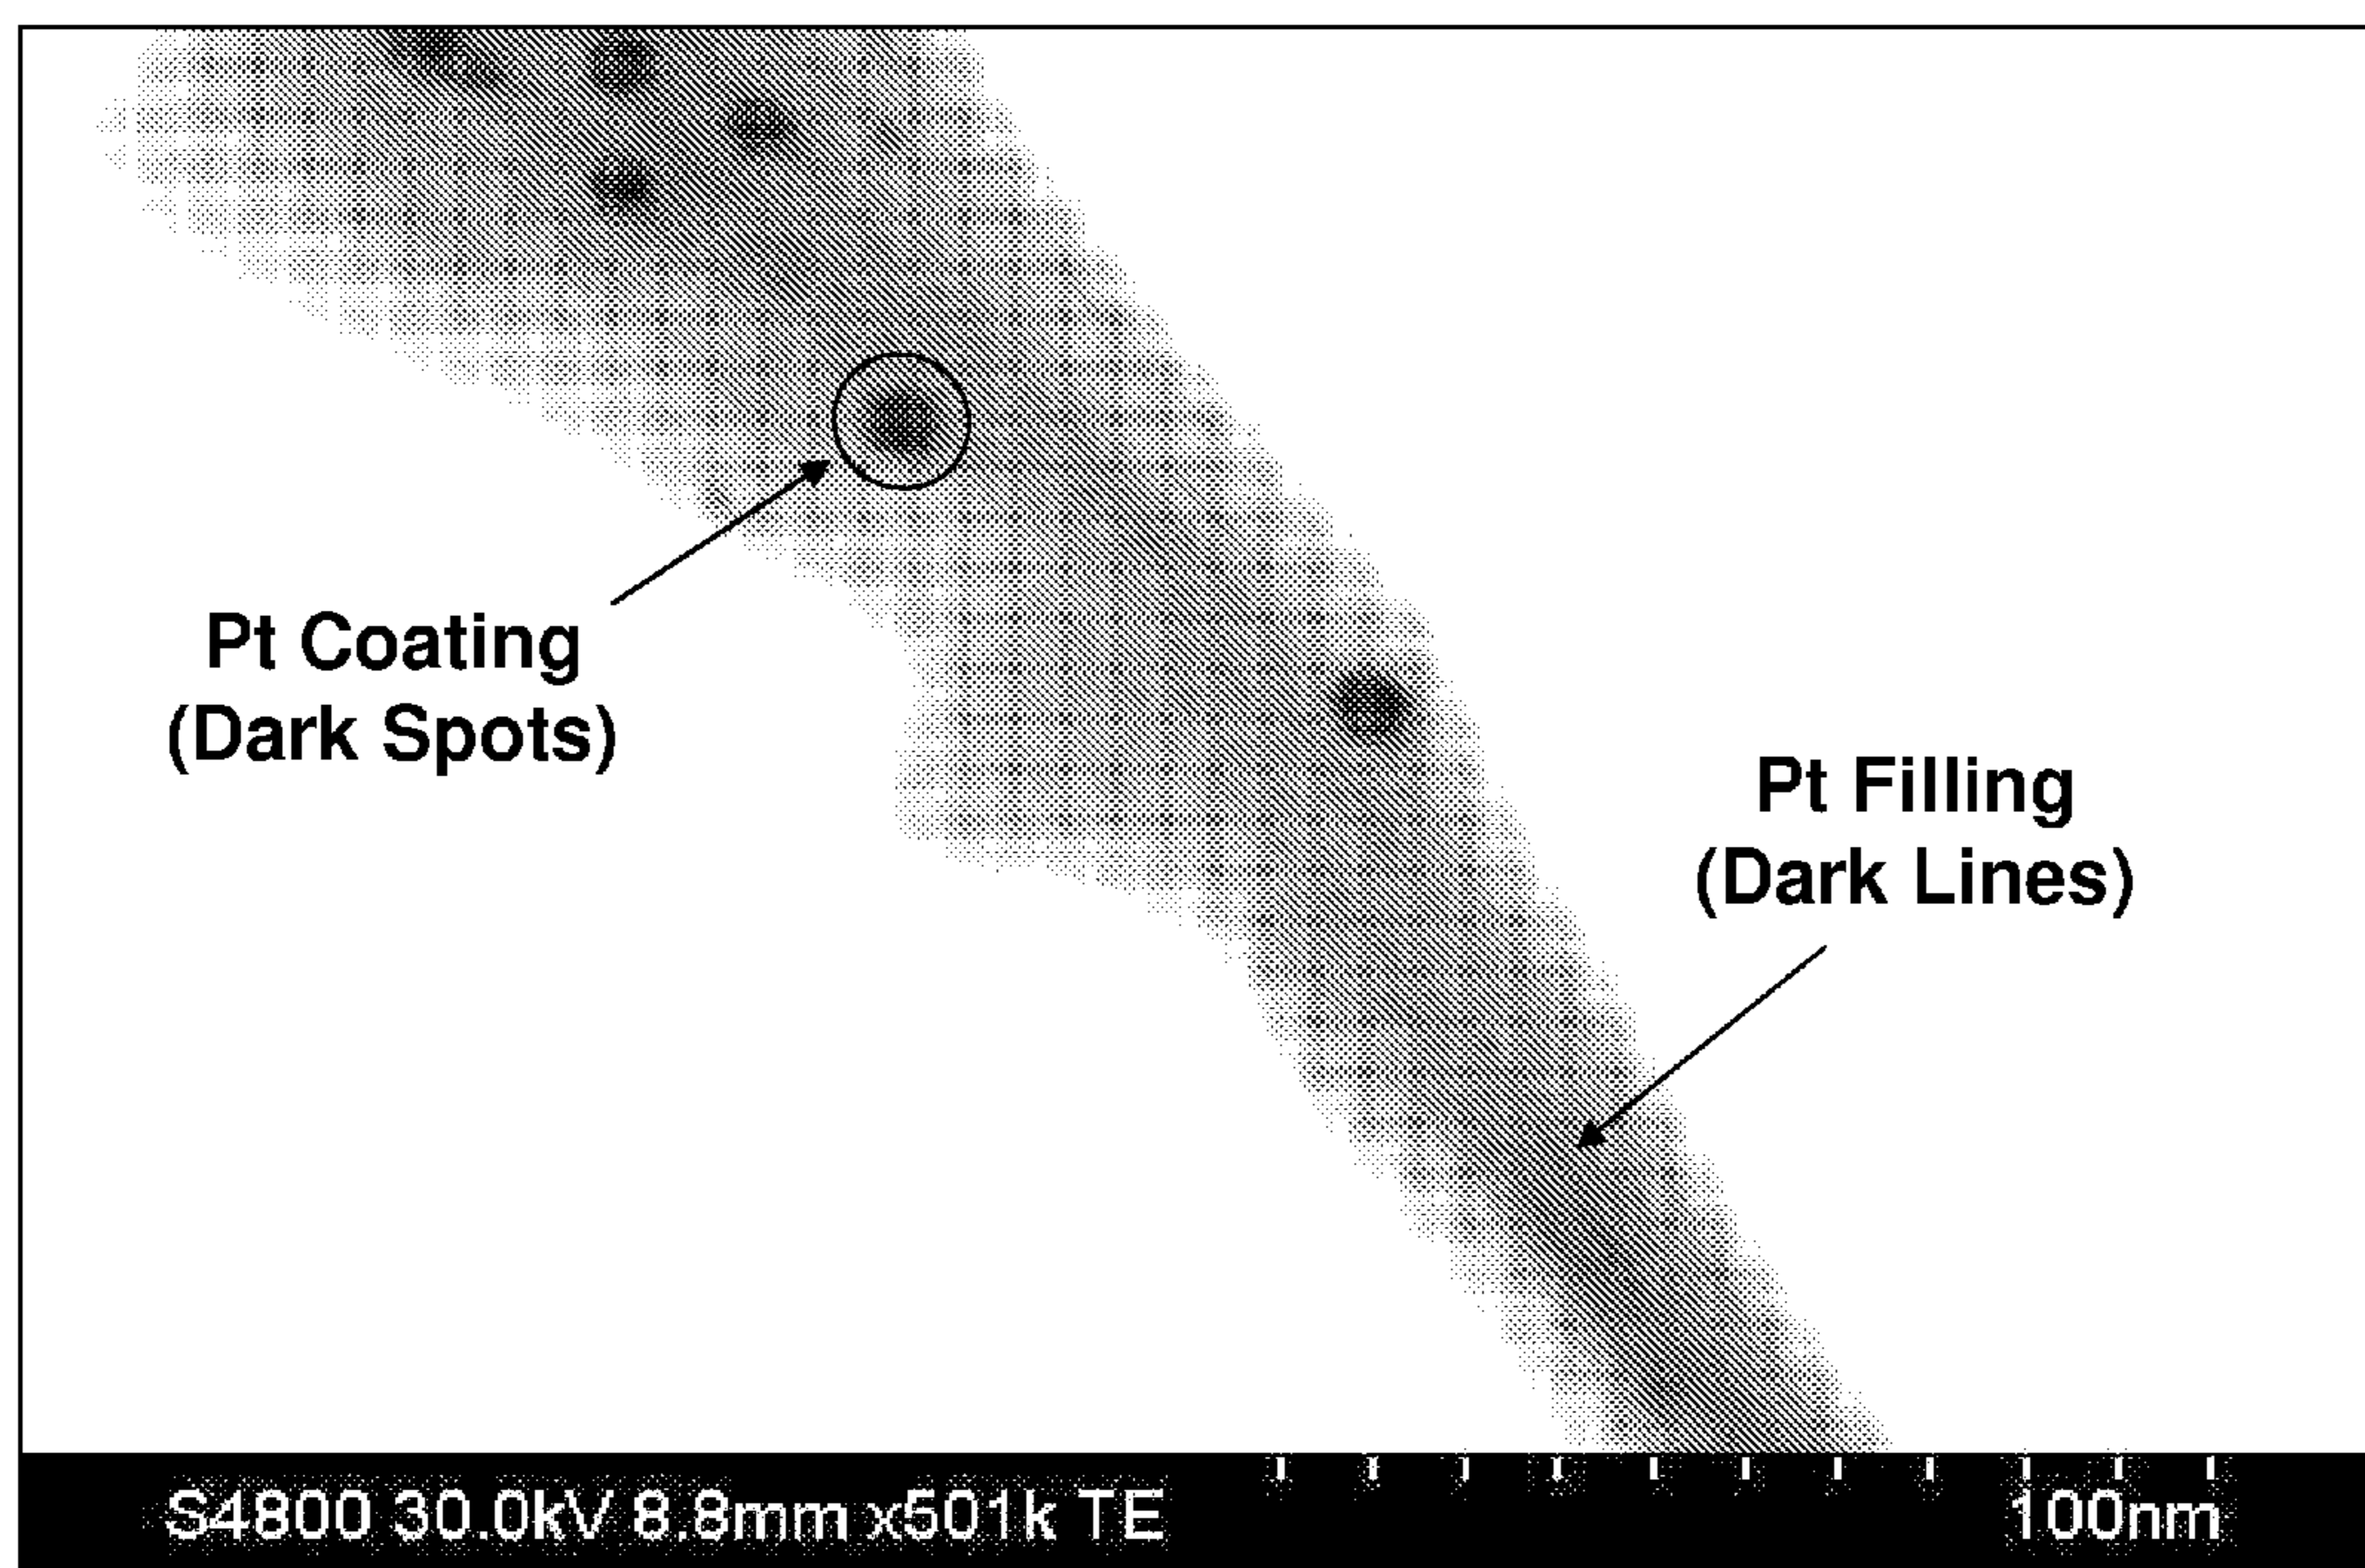 Pt Coating
(Dark Spots)
Pt Filling
(Dark Lines)
S4800 30.0kV 8.8mm x501k TE
100nm